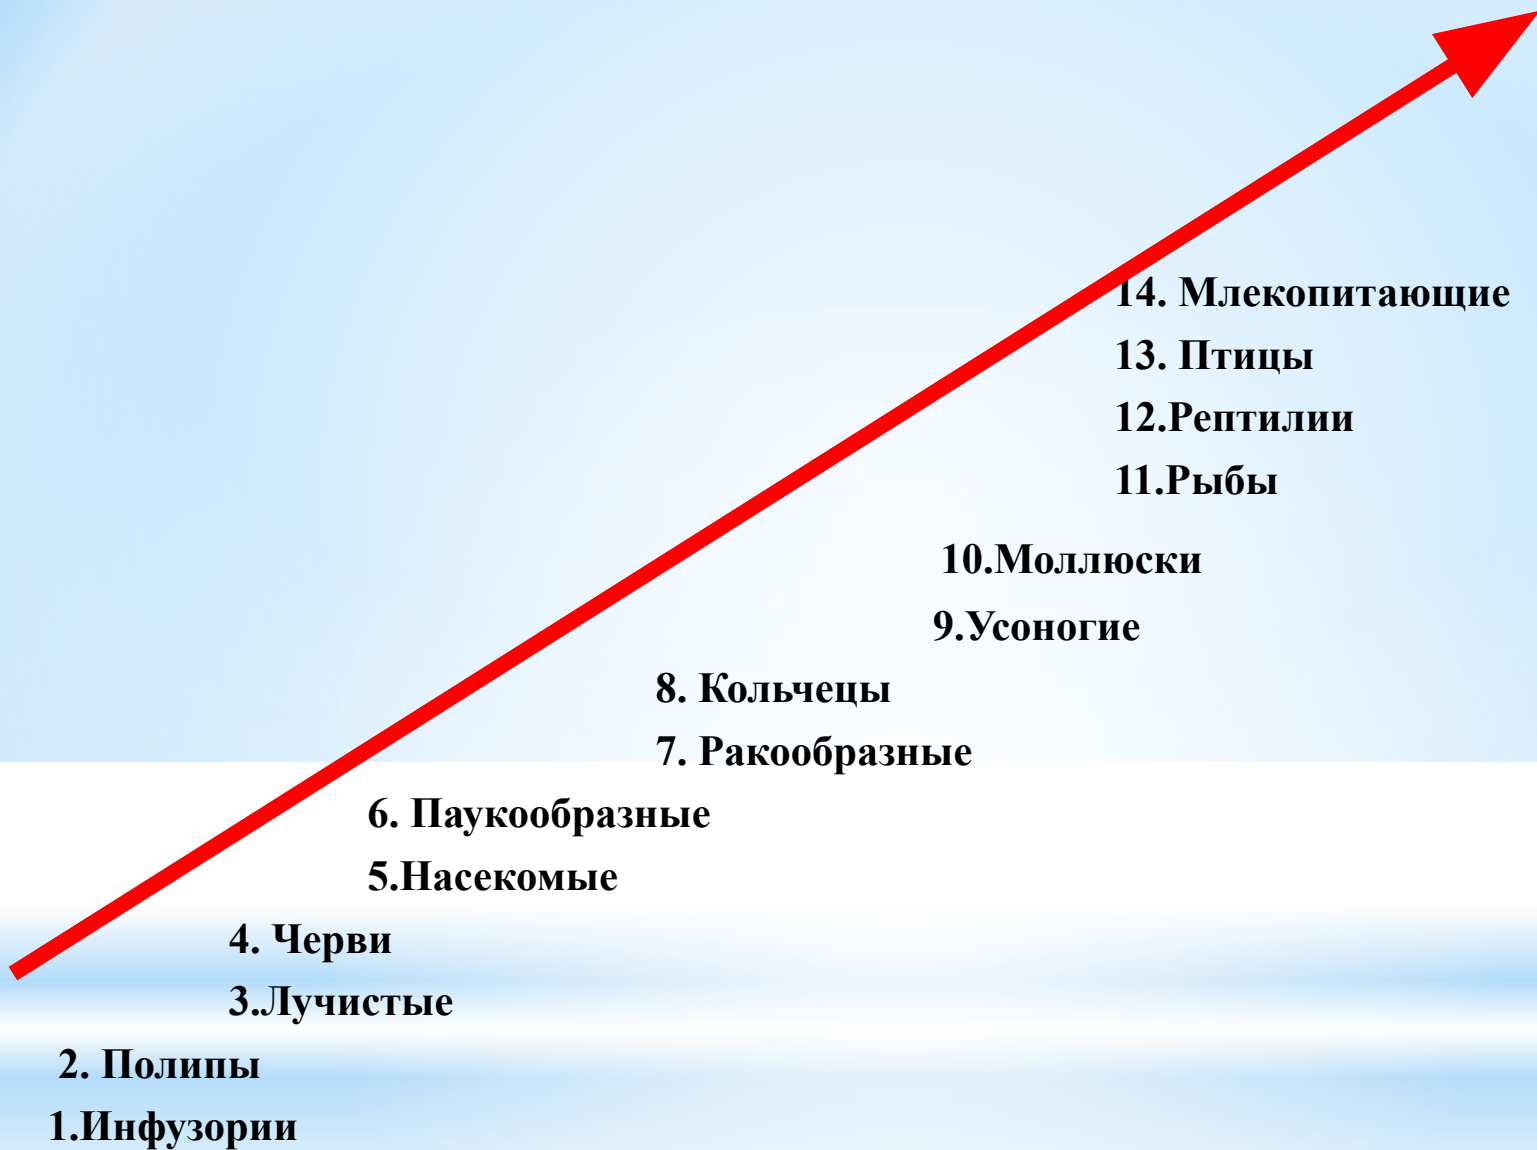 14. Млекопитающие
13. Птицы
12.Рептилии
11.Рыбы
10.Моллюски
9.Усоногие
8. Кольчецы
7. Ракообразные
6. Паукообразные
5.Насекомые
4. Черви
3.Лучистые
2. Полипы
1.Инфузории